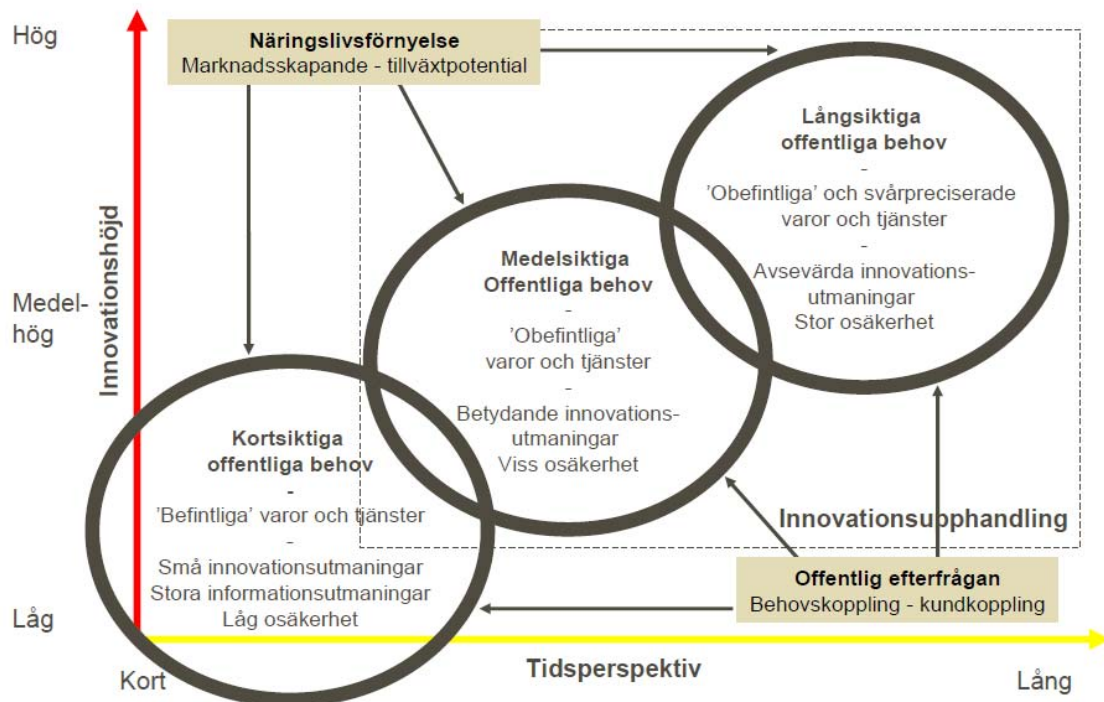 Hög
Näringslivsförnyelse
Marknadsskapande - tillväxtpotential
Långsiktiga
offentliga behov
-
'Obefintliga' och svårpreciserade
varor och tjänster
-
Avsevärda innovations-
utmaningar
Stor osäkerhet
Innovationshöjd
Medel-
hög
Medelsiktiga
Offentliga behov
-
'Obefintliga'
varor och tjänster
-
Betydande innovations-
utmaningar
Viss osäkerhet
Kortsiktiga
offentliga behov
-
'Befintliga' varor och tjänster
-
Små innovationsutmaningar
Stora informationsutmaningar
Låg osäkerhet
Innovationsupphandling
Offentlig efterfrågan
Behovskoppling - kundkoppling
Låg
Kort
Tidsperspektiv
Lång